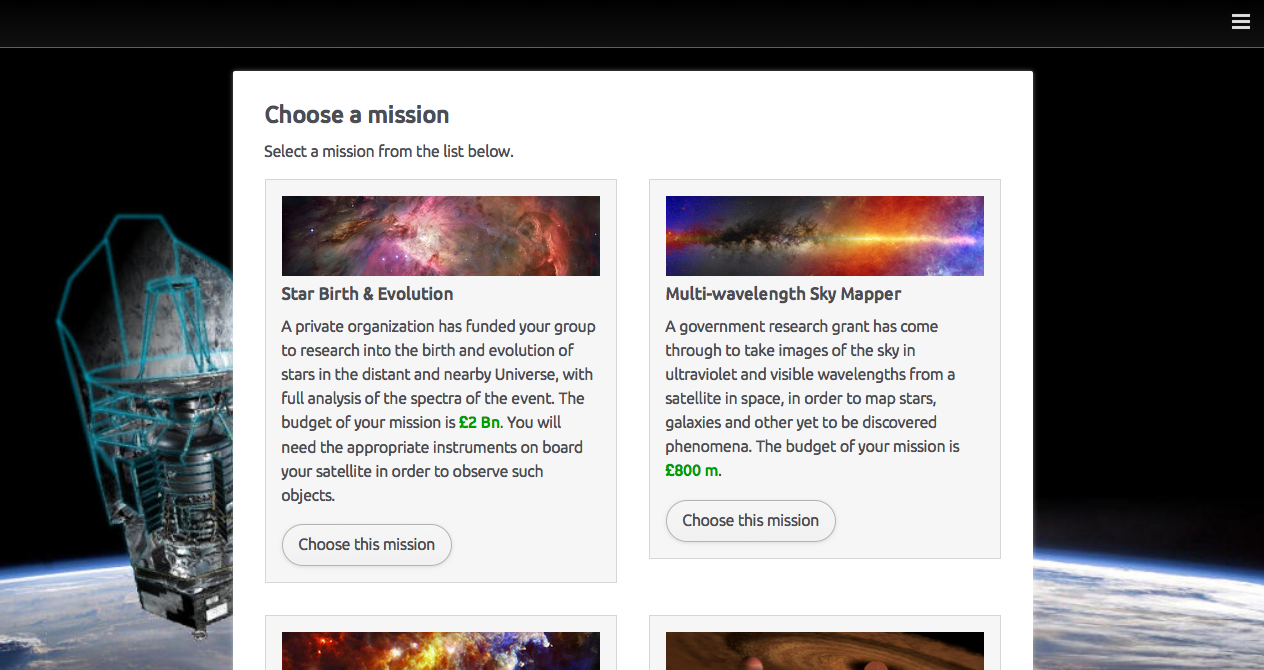 Choose a mission
Select a mission from the list below.
Star Birth & Evolution
A private organization has funded your group
to research into the birth and evolution of
stars in the distant and nearby Universe, with
full analysis of the spectra of the event. The
budget of your mission is £2 Bn. You will
need the appropriate instruments on board
your satellite in order to observe such
objects.
Choose this mission
Multi-wavelength Sky Mapper
A government research grant has come
through to take images of the sky in
ultraviolet and visible wavelengths from a
satellite in space, in order to map stars,
galaxies and other yet to be discovered
phenomena. The budget of your mission is
£800 m.
Choose this mission